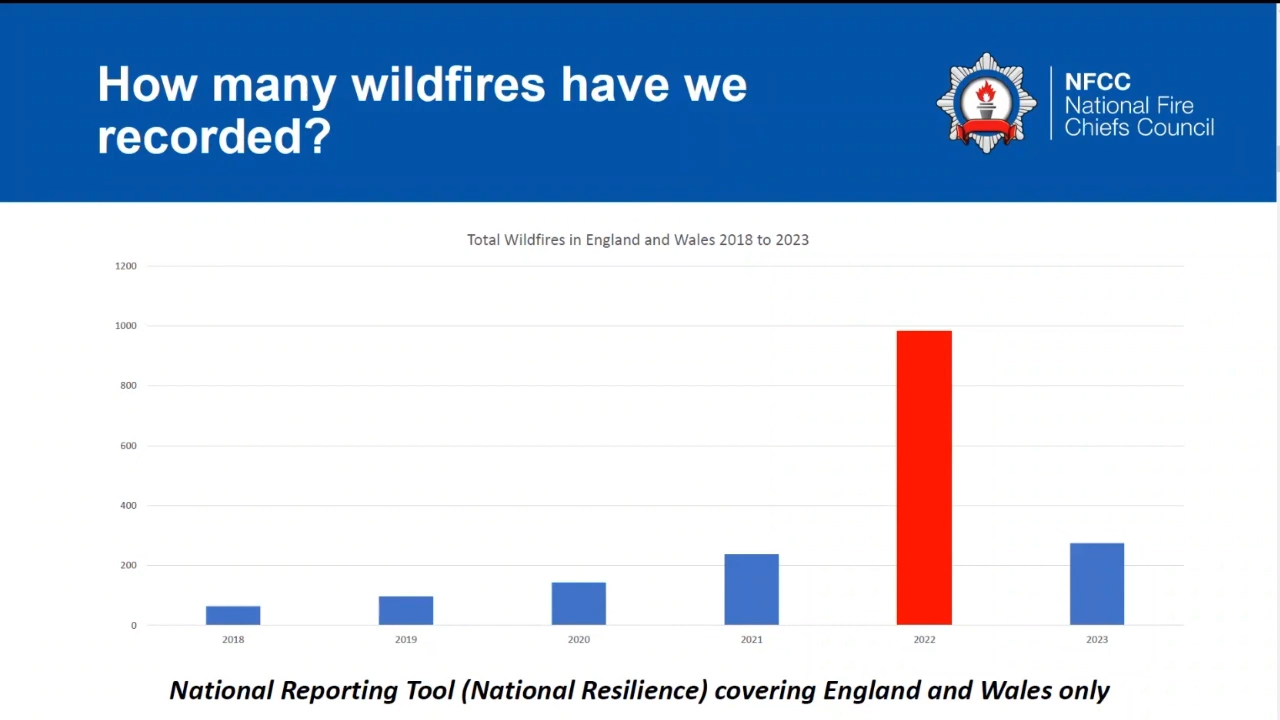 How many wildfires have we
recorded?
NFCC
National Fire
Chiefs Council
Total Wildfires in England and Wales 2018 to 2023
1200
1000
800
600
400
200
0
2018 2019 2020 2021 2022 2023
National Reporting Tool (National Resilience) covering England and Wales only